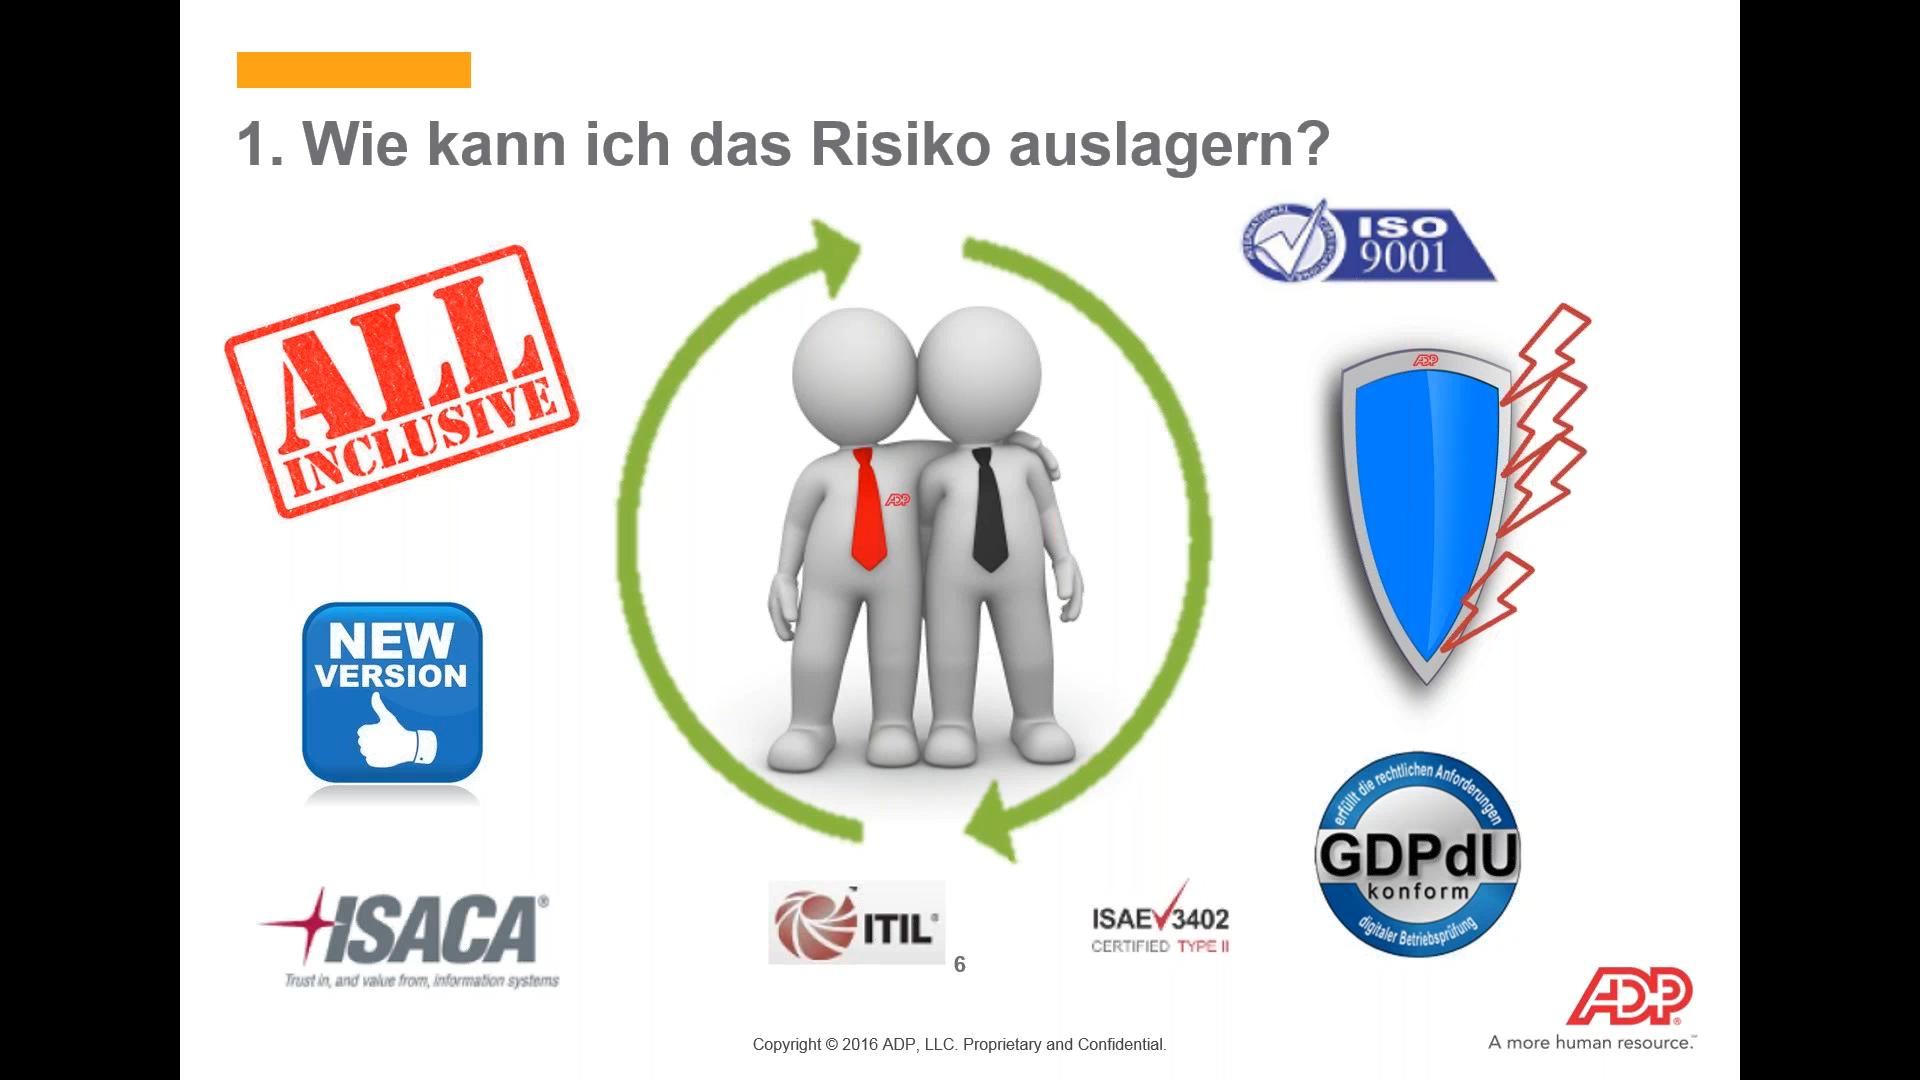 1. Wie kann ich das Risiko auslagern?
ISO
9001
ALL
INCLUSIVE
ADP
ADP
NEW
VERSION
erfüllt die rechtlichen Anforderungen
GDPdU
konform
digitaler Betriebsprüfung
ISACA®
Trust in, and value from, information systems
ITIL®
ISAE 3402
CERTIFIED TYPE II
6
ADP®
A more human resource.™
Copyright © 2016 ADP, LLC. Proprietary and Confidential.